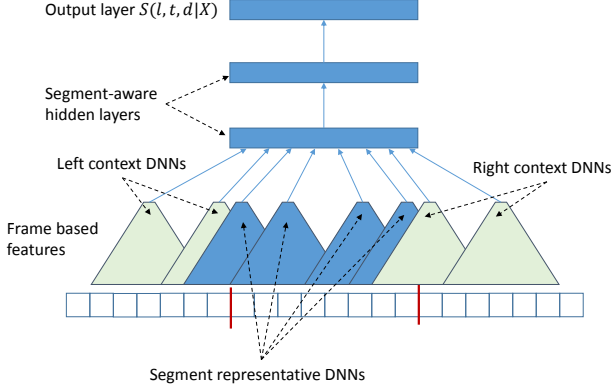 Output layer S(l, t, d|X)
Segment-aware
hidden layers
Left context DNNs
Right context DNNs
Frame based
features
Segment representative DNNs